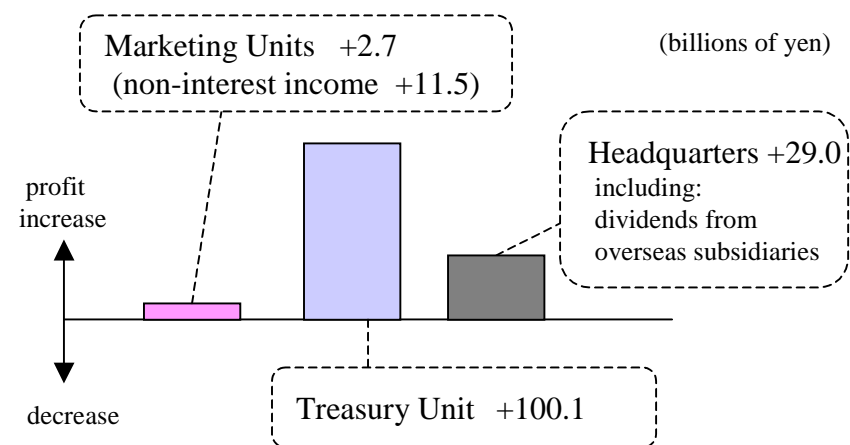 Marketing Units +2.7
(non-interest income +11.5)
(billions of yen)
Headquarters +29.0
including:
dividends from
overseas subsidiaries
profit
increase
decrease
Treasury Unit +100.1